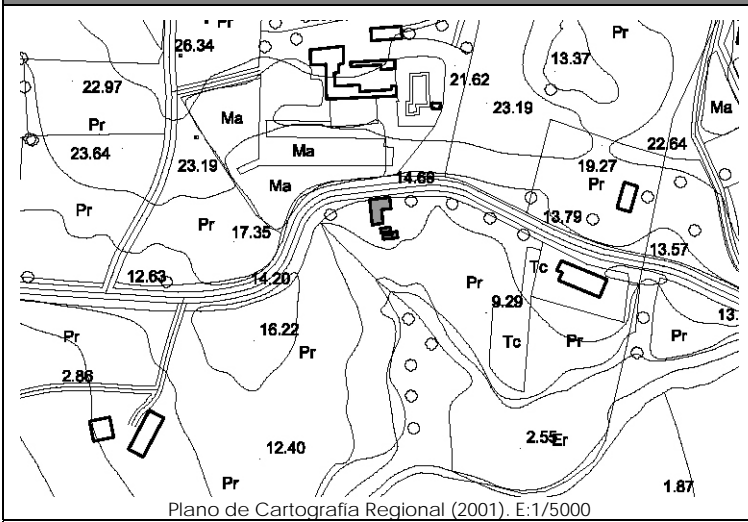 Pr
Pr
26.34
13.37
22.97
21.62
23.19
Ma
Ma
Pr
22.64
23.64
23.19
Ma
19.27
14.68
Pr
Ma
Pr
Pr
17.35
13.79
13.57
12.63
14.20
Tc
Pr
9.29
13.
16.22
Pr
Pr
Tc
Pr
Pr
2.86
12.40
2.55
Er
Pr
1.87
Plano de Cartografía Regional (2001). E:1/5000